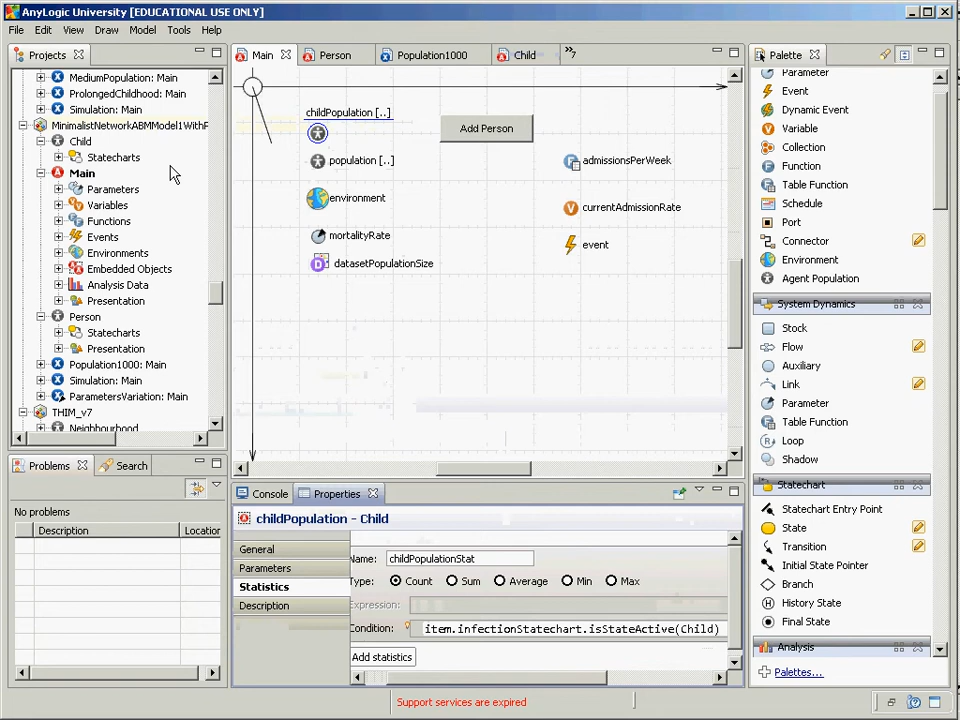 AnyLogic University [EDUCATIONAL USE ONLY]
File Edit View Draw Model Tools Help
Projects
MediumPopulation: Main
ProlongedChildhood: Main
Simulation: Main
MinimalistNetworkABMModel1WithP
Child
Statecharts
Main
Parameters
Variables
Functions
Events
Environments
Embedded Objects
Analysis Data
Presentation
Person
Statecharts
Presentation
Population1000: Main
Simulation: Main
ParametersVariation: Main
THIM_v7
Neighbourhood
Problems Search
No problems
Description Location
Main Person Population1000 Child »7
childPopulation [..]
Add Person
population [..]
admissionsPerWeek
environment
currentAdmissionRate
mortalityRate
event
datasetPopulationSize
Console Properties
childPopulation - Child
General
Parameters
Statistics
Description
Name: childPopulationStat
Type: Count Sum Average Min Max
Expression:
Condition: item.infectionStatechart.isStateActive(Child)
Add statistics
Palette
Parameter
Event
Dynamic Event
Variable
Collection
Function
Table Function
Schedule
Port
Connector
Environment
Agent Population
System Dynamics
Stock
Flow
Auxiliary
Link
Parameter
Table Function
Loop
Shadow
Statechart
Statechart Entry Point
State
Transition
Initial State Pointer
Branch
History State
Final State
Analysis
Palettes...
Support services are expired